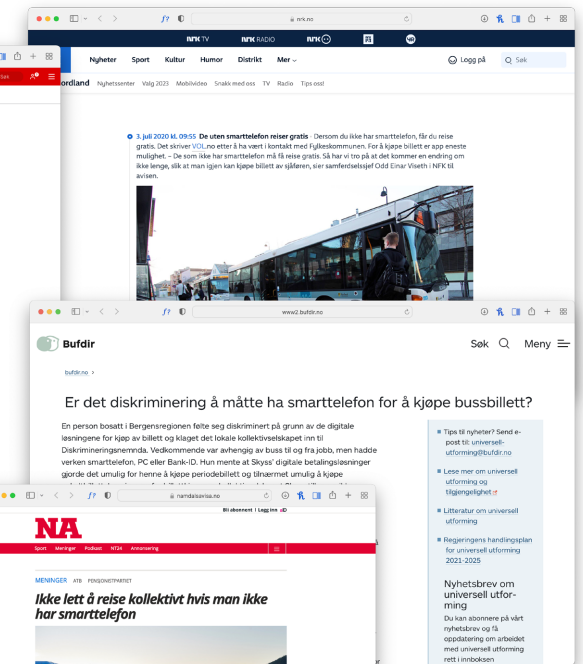 nrk.no
NRK TV
NRK RADIO
NRK
Nyheter Sport Kultur Humor Distrikt Mer
Logg på
Søk
ordland Nyhetssenter Valg 2023 Mobilvideo Snakk med oss TV Radio Tips oss!
3. juli 2020 kl. 09:55 De uten smarttelefon reiser gratis - Dersom du ikke har smarttelefon, får du reise
gratis. Det skriver VOL.no etter å ha vært i kontakt med Fylkeskommunen. For å kjøpe billett er app eneste
mulighet. – De som ikke har smarttelefon må få reise gratis. Så har vi tro på at det kommer en endring om
ikke lenge, slik at man igjen kan kjøpe billett av sjåføren, sier samferdselssjef Odd Einar Viseth i NFK til
avisen.
www2.bufdir.no
Bufdir
Søk Meny
bufdir.no >
Er det diskriminering å måtte ha smarttelefon for å kjøpe bussbillett?
En person bosatt i Bergensregionen følte seg diskriminert på grunn av de digitale
løsningene for kjøp av billett og klaget det lokale kollektivselskapet inn til
Diskrimineringsnemnda. Vedkommende var avhengig av buss til og fra jobb, men hadde
verken smarttelefon, PC eller Bank-ID. Hun mente at Skyss' digitale betalingsløsninger
gjorde det umulig for henne å kjøpe periodebillett og tilnærmet umulig å kjøpe
Tips til nyheter? Send e-
post til: universell-
utforming@bufdir.no
Lese mer om universell
utforming og
tilgjengelighet
Litteratur om universell
utforming
Regjeringens handlingsplan
for universell utforming
2021-2025
Nyhetsbrev om
universell utfor-
ming
Du kan abonnere på vårt
nyhetsbrev og få
oppdatering om arbeidet
med universell utforming
rett i innboksen
namdalsavisa.no
Bli abonnent | Logg inn aID
NA
Sport Meninger Podkast NT24 Annonsering
MENINGER ATB PENSJONISTPARTIET
Ikke lett å reise kollektivt hvis man ikke
har smarttelefon